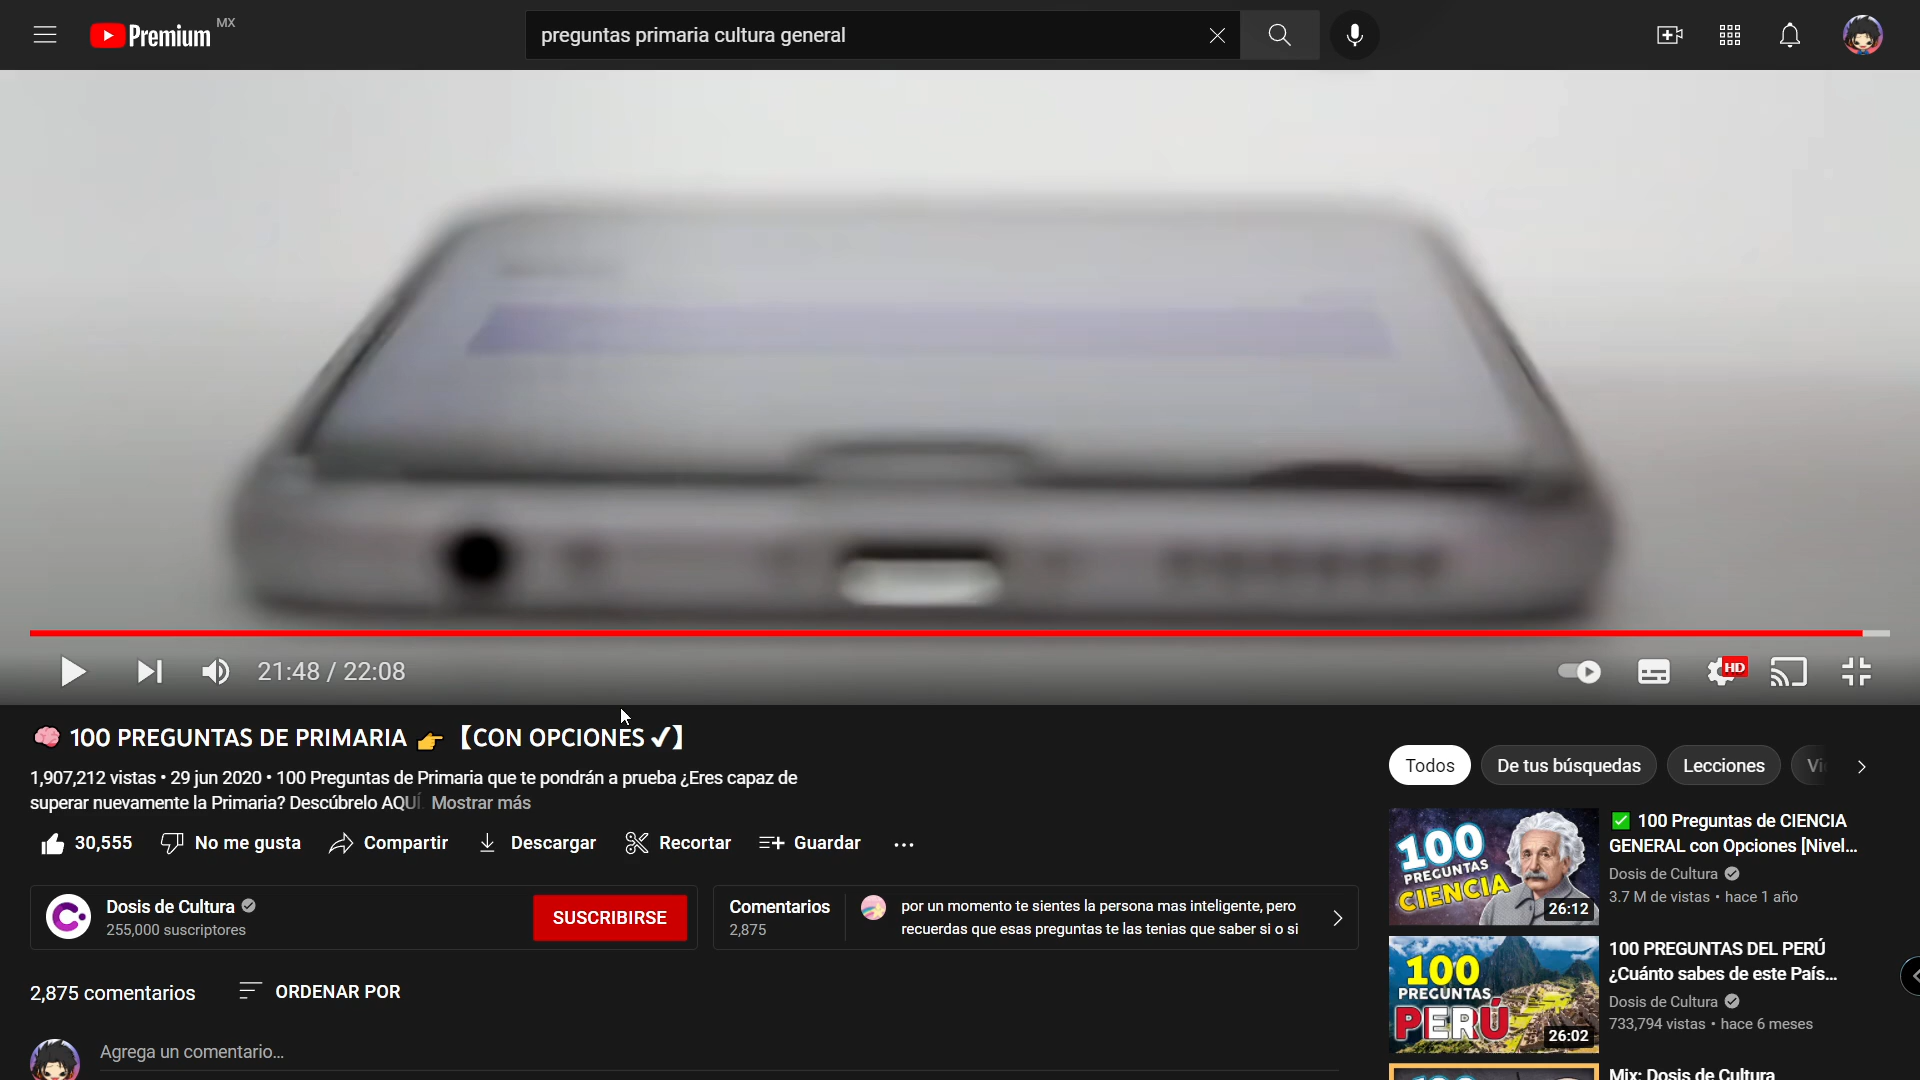 Premium MX
preguntas primaria cultura general
21:48 / 22:08
HD
🧠 100 PREGUNTAS DE PRIMARIA 👉 【CON OPCIONES ✔】
1,907,212 vistas • 29 jun 2020 • 100 Preguntas de Primaria que te pondrán a prueba ¿Eres capaz de
superar nuevamente la Primaria? Descúbrelo AQUÍ. Mostrar más
30,555 No me gusta Compartir Descargar Recortar Guardar ...
Dosis de Cultura
255,000 suscriptores
SUSCRIBIRSE
Comentarios
2,875
por un momento te sientes la persona mas inteligente, pero
recuerdas que esas preguntas te las tenias que saber si o si
2,875 comentarios ORDENAR POR
Agrega un comentario...
Todos De tus búsquedas Lecciones
100
PREGUNTAS
CIENCIA
26:12
✅ 100 Preguntas de CIENCIA
GENERAL con Opciones [Nivel...
Dosis de Cultura
3.7 M de vistas • hace 1 año
100
PREGUNTAS
PERÚ
26:02
100 PREGUNTAS DEL PERÚ
¿Cuánto sabes de este País...
Dosis de Cultura
733,794 vistas • hace 6 meses
Mix: Dosis de Cultura